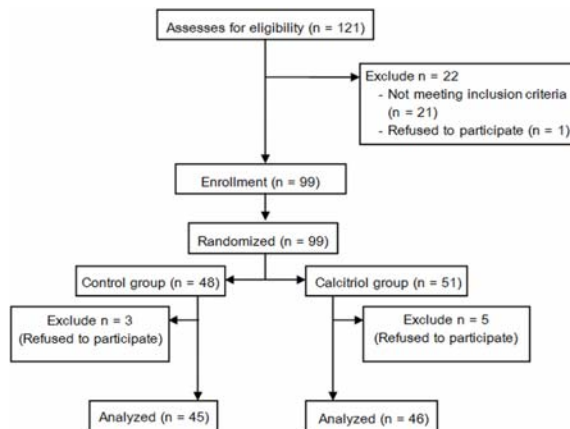 Assesses for eligibility (n = 121)
Exclude n = 22
- Not meeting inclusion criteria
(n = 21)
- Refused to participate (n = 1)
Enrollment (n = 99)
Randomized (n = 99)
Control group (n = 48)
Calcitriol group (n = 51)
Exclude n = 3
(Refused to participate)
Exclude n = 5
(Refused to participate)
Analyzed (n = 45)
Analyzed (n = 46)